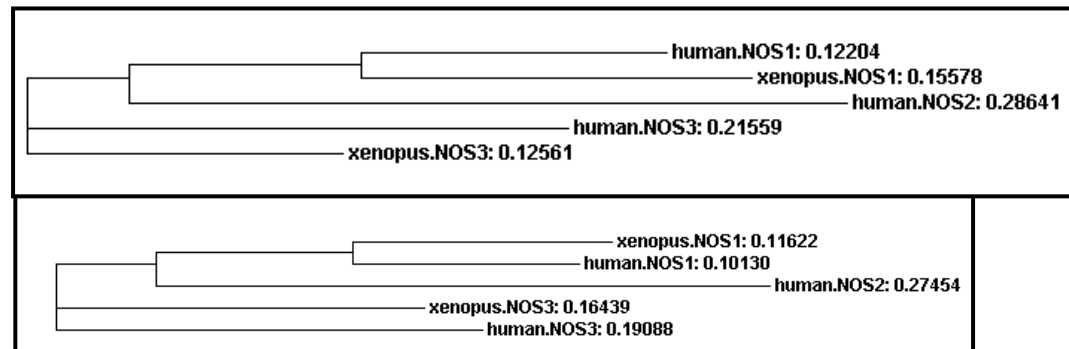 human.NOS1: 0.12204
xenopus.NOS1: 0.15578
human.NOS2: 0.28641
human.NOS3: 0.21559
xenopus.NOS3: 0.12561
xenopus.NOS1: 0.11622
human.NOS1: 0.10130
human.NOS2: 0.27454
xenopus.NOS3: 0.16439
human.NOS3: 0.19088